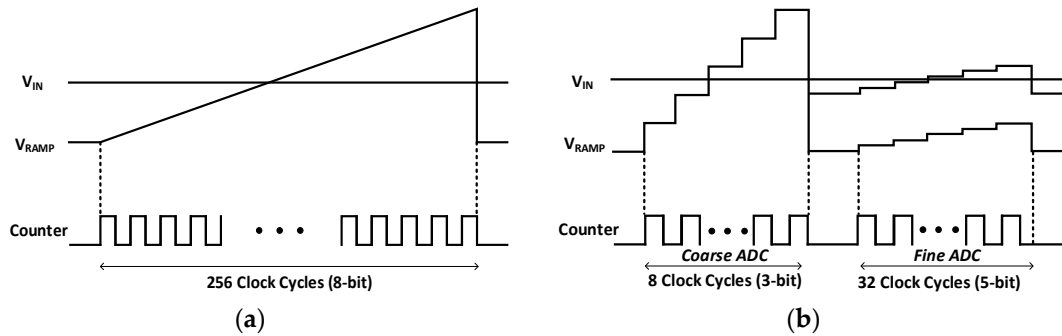 V_IN
V_RAMP
Counter
256 Clock Cycles (8-bit)
(a)
V_IN
V_RAMP
Counter
Coarse ADC
8 Clock Cycles (3-bit)
Fine ADC
32 Clock Cycles (5-bit)
(b)